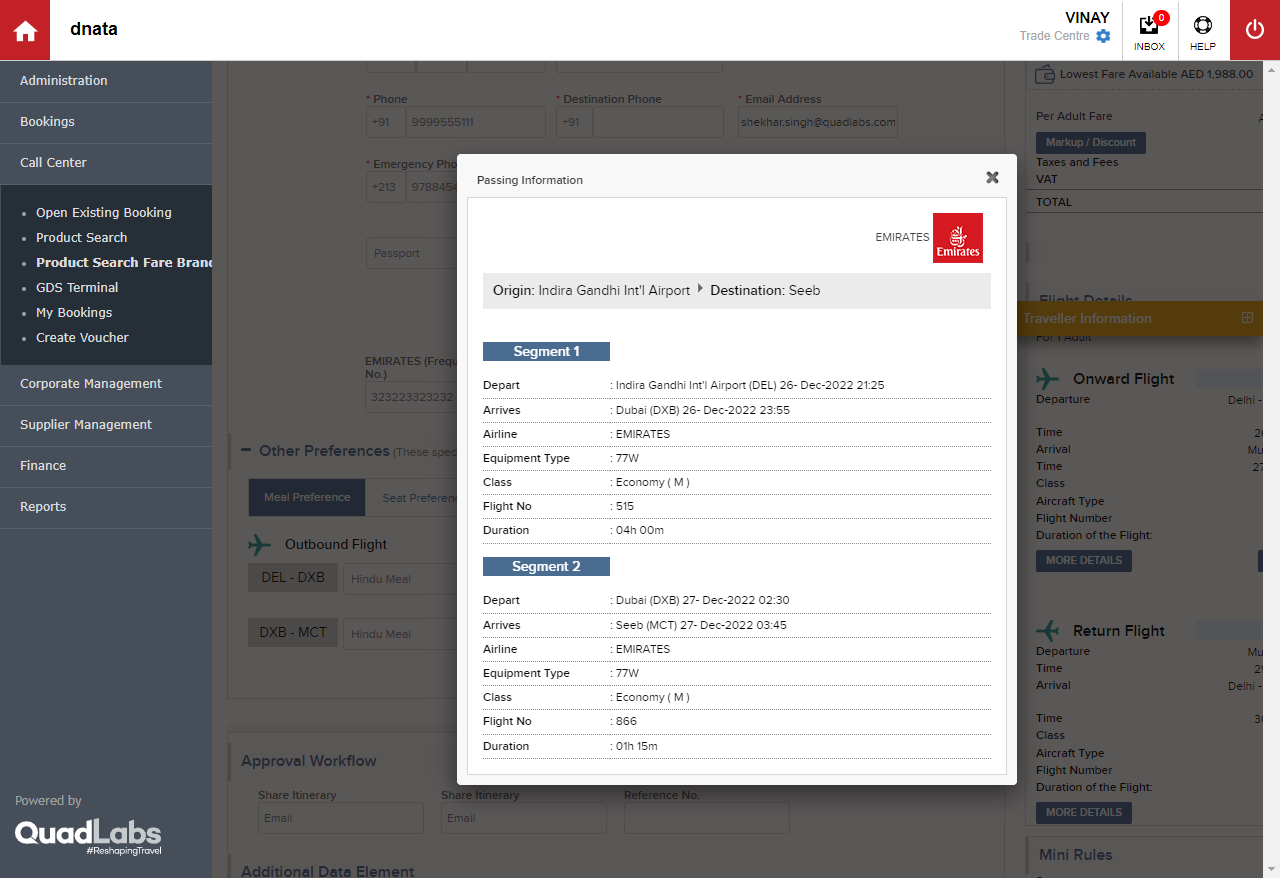 dnata
VINAY
Trade Centre
0
INBOX
HELP
Administration
Bookings
Call Center
Open Existing Booking
Product Search
Product Search Fare Brand
GDS Terminal
My Bookings
Create Voucher
Corporate Management
Supplier Management
Finance
Reports
Powered by
QuadLabs
#ReshapingTravel
* Phone
* Destination Phone
* Email Address
+91
9999555111
+91
shekhar.singh@quadlabs.com
* Emergency Pho
+213
9788454
Passport
EMIRATES (Frequ
No.)
323223323232
Other Preferences (These spec
Meal Preference
Seat Preferenc
Outbound Flight
DEL - DXB
Hindu Meal
DXB - MCT
Hindu Meal
Approval Workflow
Share Itinerary
Share Itinerary
Reference No.
Email
Email
Additional Data Element
Passing Information
EMIRATES
Emirates
Origin: Indira Gandhi Int'l Airport Destination: Seeb
Segment 1
Depart : Indira Gandhi Int'l Airport (DEL) 26- Dec-2022 21:25
Arrives : Dubai (DXB) 26- Dec-2022 23:55
Airline : EMIRATES
Equipment Type : 77W
Class : Economy ( M )
Flight No : 515
Duration : 04h 00m
Segment 2
Depart : Dubai (DXB) 27- Dec-2022 02:30
Arrives : Seeb (MCT) 27- Dec-2022 03:45
Airline : EMIRATES
Equipment Type : 77W
Class : Economy ( M )
Flight No : 866
Duration : 01h 15m
Lowest Fare Available AED 1,988.00
Per Adult Fare
Markup / Discount
Taxes and Fees
VAT
TOTAL
Flight Details
Traveller Information
For 1 Adult
Onward Flight
Departure Delhi -
Time
Arrival Mu
Time 27
Class
Aircraft Type
Flight Number
Duration of the Flight:
MORE DETAILS
Return Flight
Departure Mu
Time
Arrival Delhi -
Time
Class
Aircraft Type
Flight Number
Duration of the Flight:
MORE DETAILS
Mini Rules